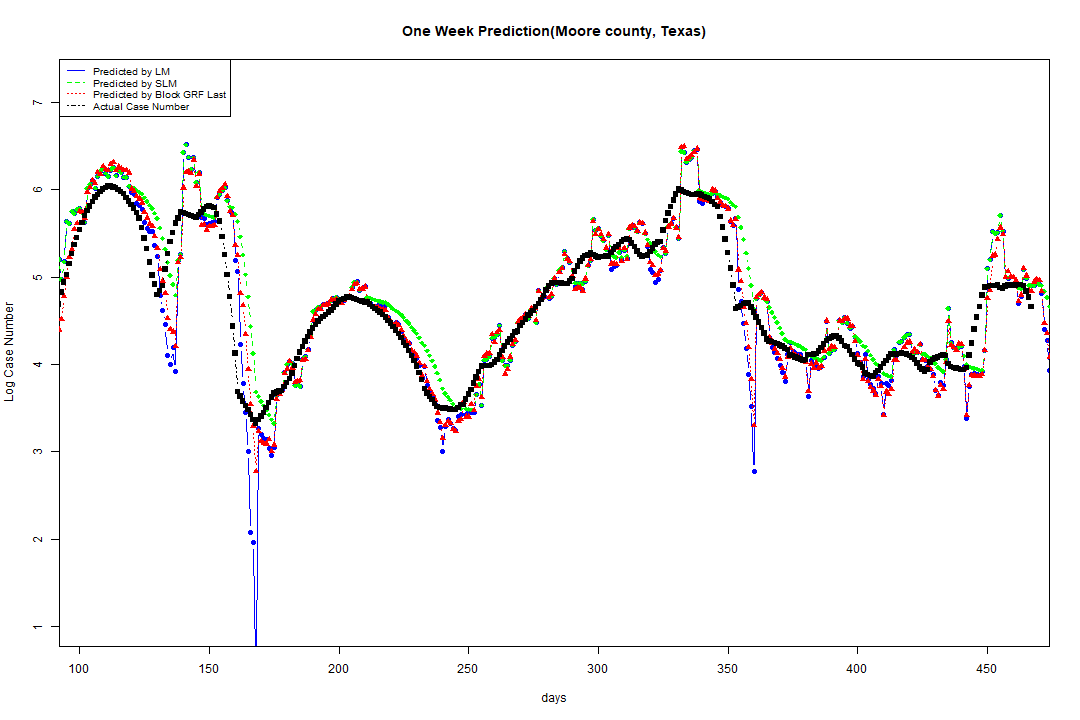 One Week Prediction(Moore county, Texas)
Predicted by LM
Predicted by SLM
Predicted by Block GRF Last
Actual Case Number
7
6
5
4
3
2
1
Log Case Number
100 150 200 250 300 350 400 450
days